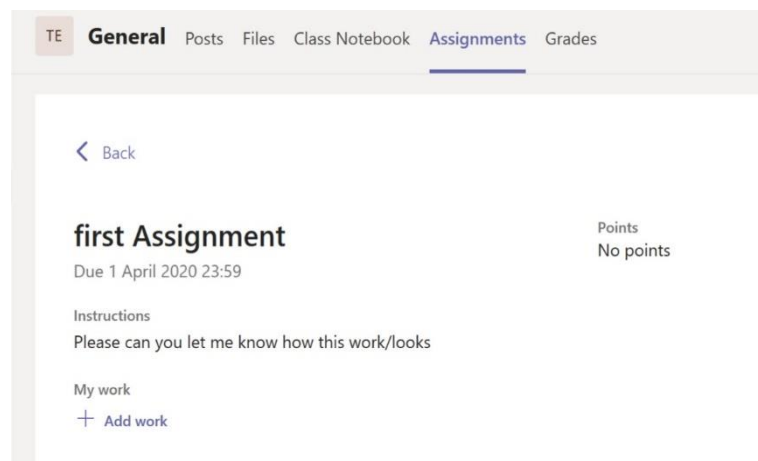 TE General Posts Files Class Notebook Assignments Grades
Back
first Assignment
Due 1 April 2020 23:59
Points
No points
Instructions
Please can you let me know how this work/looks
My work
+ Add work